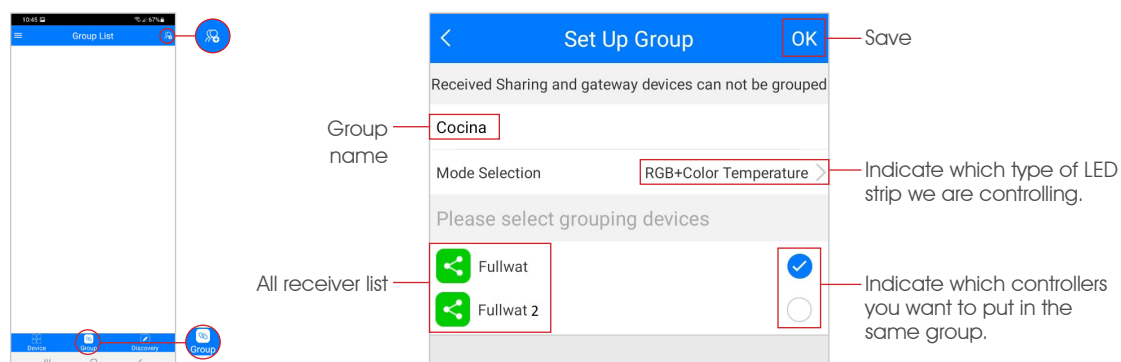 10:45 67%
Group List
Device Group Discovery
Group
Set Up Group OK
Save
Received Sharing and gateway devices can not be grouped
Group
name
Cocina
Mode Selection RGB+Color Temperature
Indicate which type of LED
strip we are controlling.
Please select grouping devices
All receiver list
Fullwat
Fullwat 2
Indicate which controllers
you want to put in the
same group.